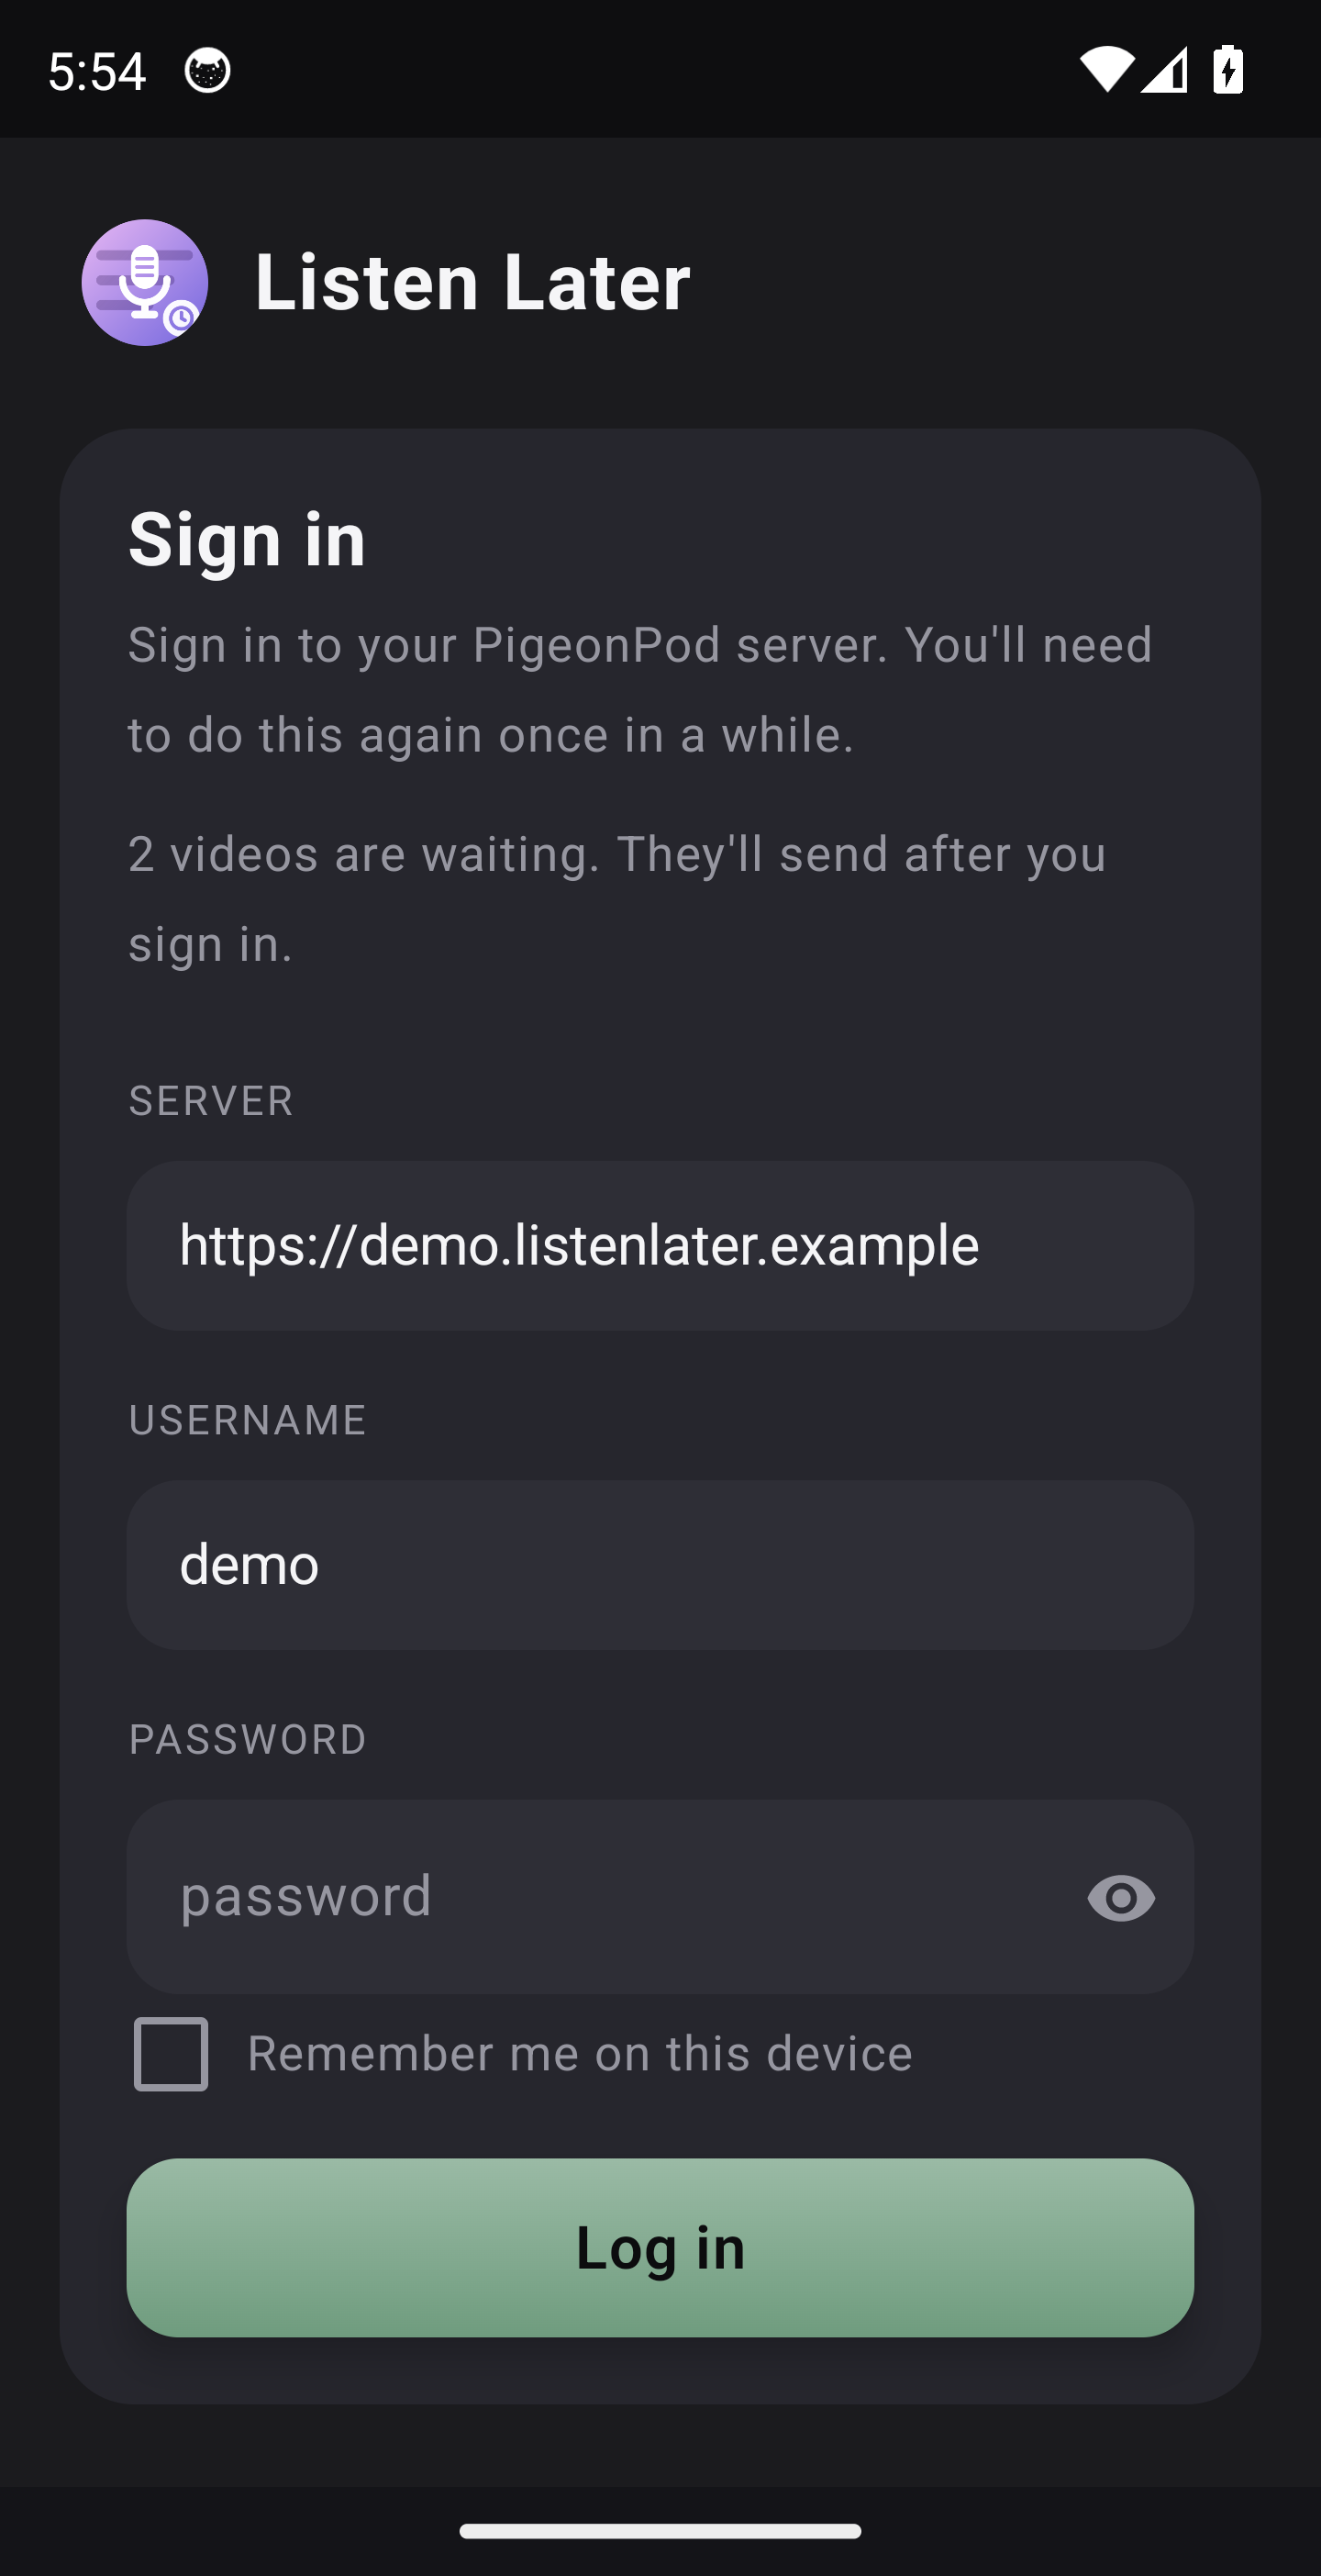 5:54
Listen Later
Sign in
Sign in to your PigeonPod server. You'll need
to do this again once in a while.
2 videos are waiting. They'll send after you
sign in.
SERVER
https://demo.listenlater.example
USERNAME
demo
PASSWORD
password
Remember me on this device
Log in